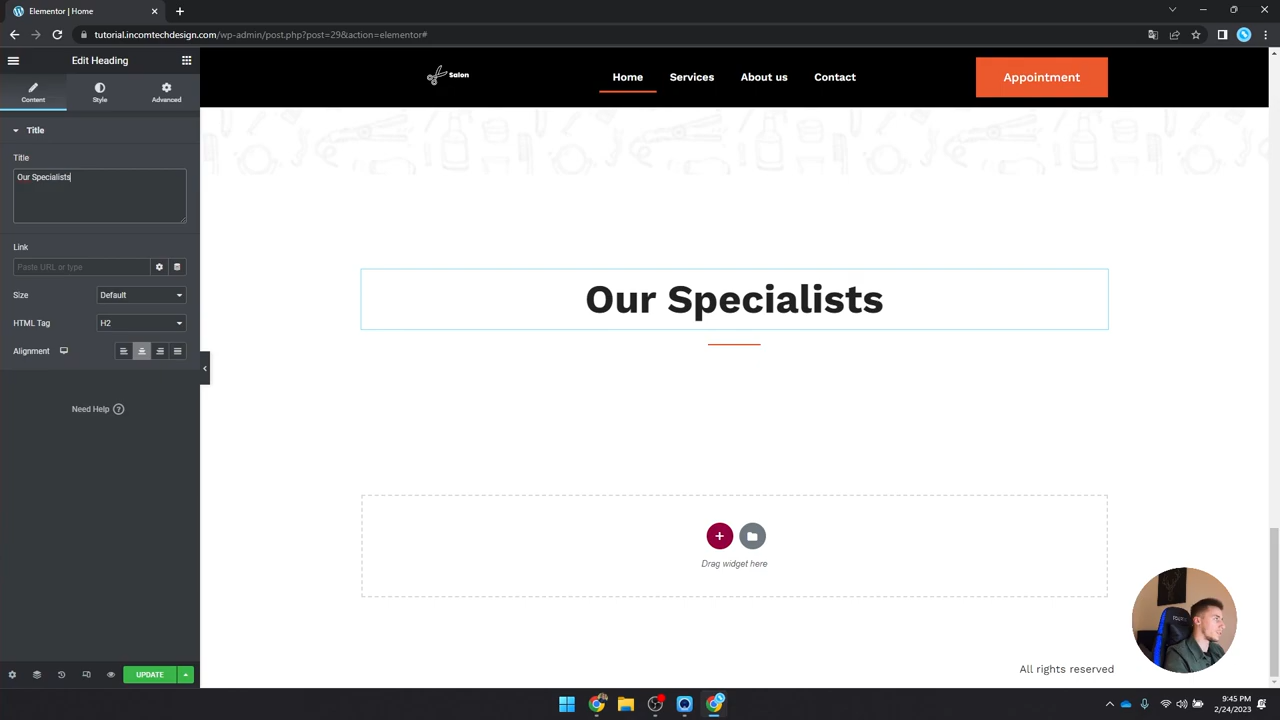 Elementor | Home
tutorial.incomtechdesign.com/wp-admin/post.php?post=29&action=elementor#
Edit Heading
Salon
Home
Services
About us
Contact
Appointment
Content
Style
Advanced
Title
Title
Our Specialists
Link
Paste URL or type
Size
Default
HTML Tag
H2
Alignment
Need Help ?
Our Specialists
Drag widget here
All rights reserved
UPDATE
9:45 PM
2/24/2023